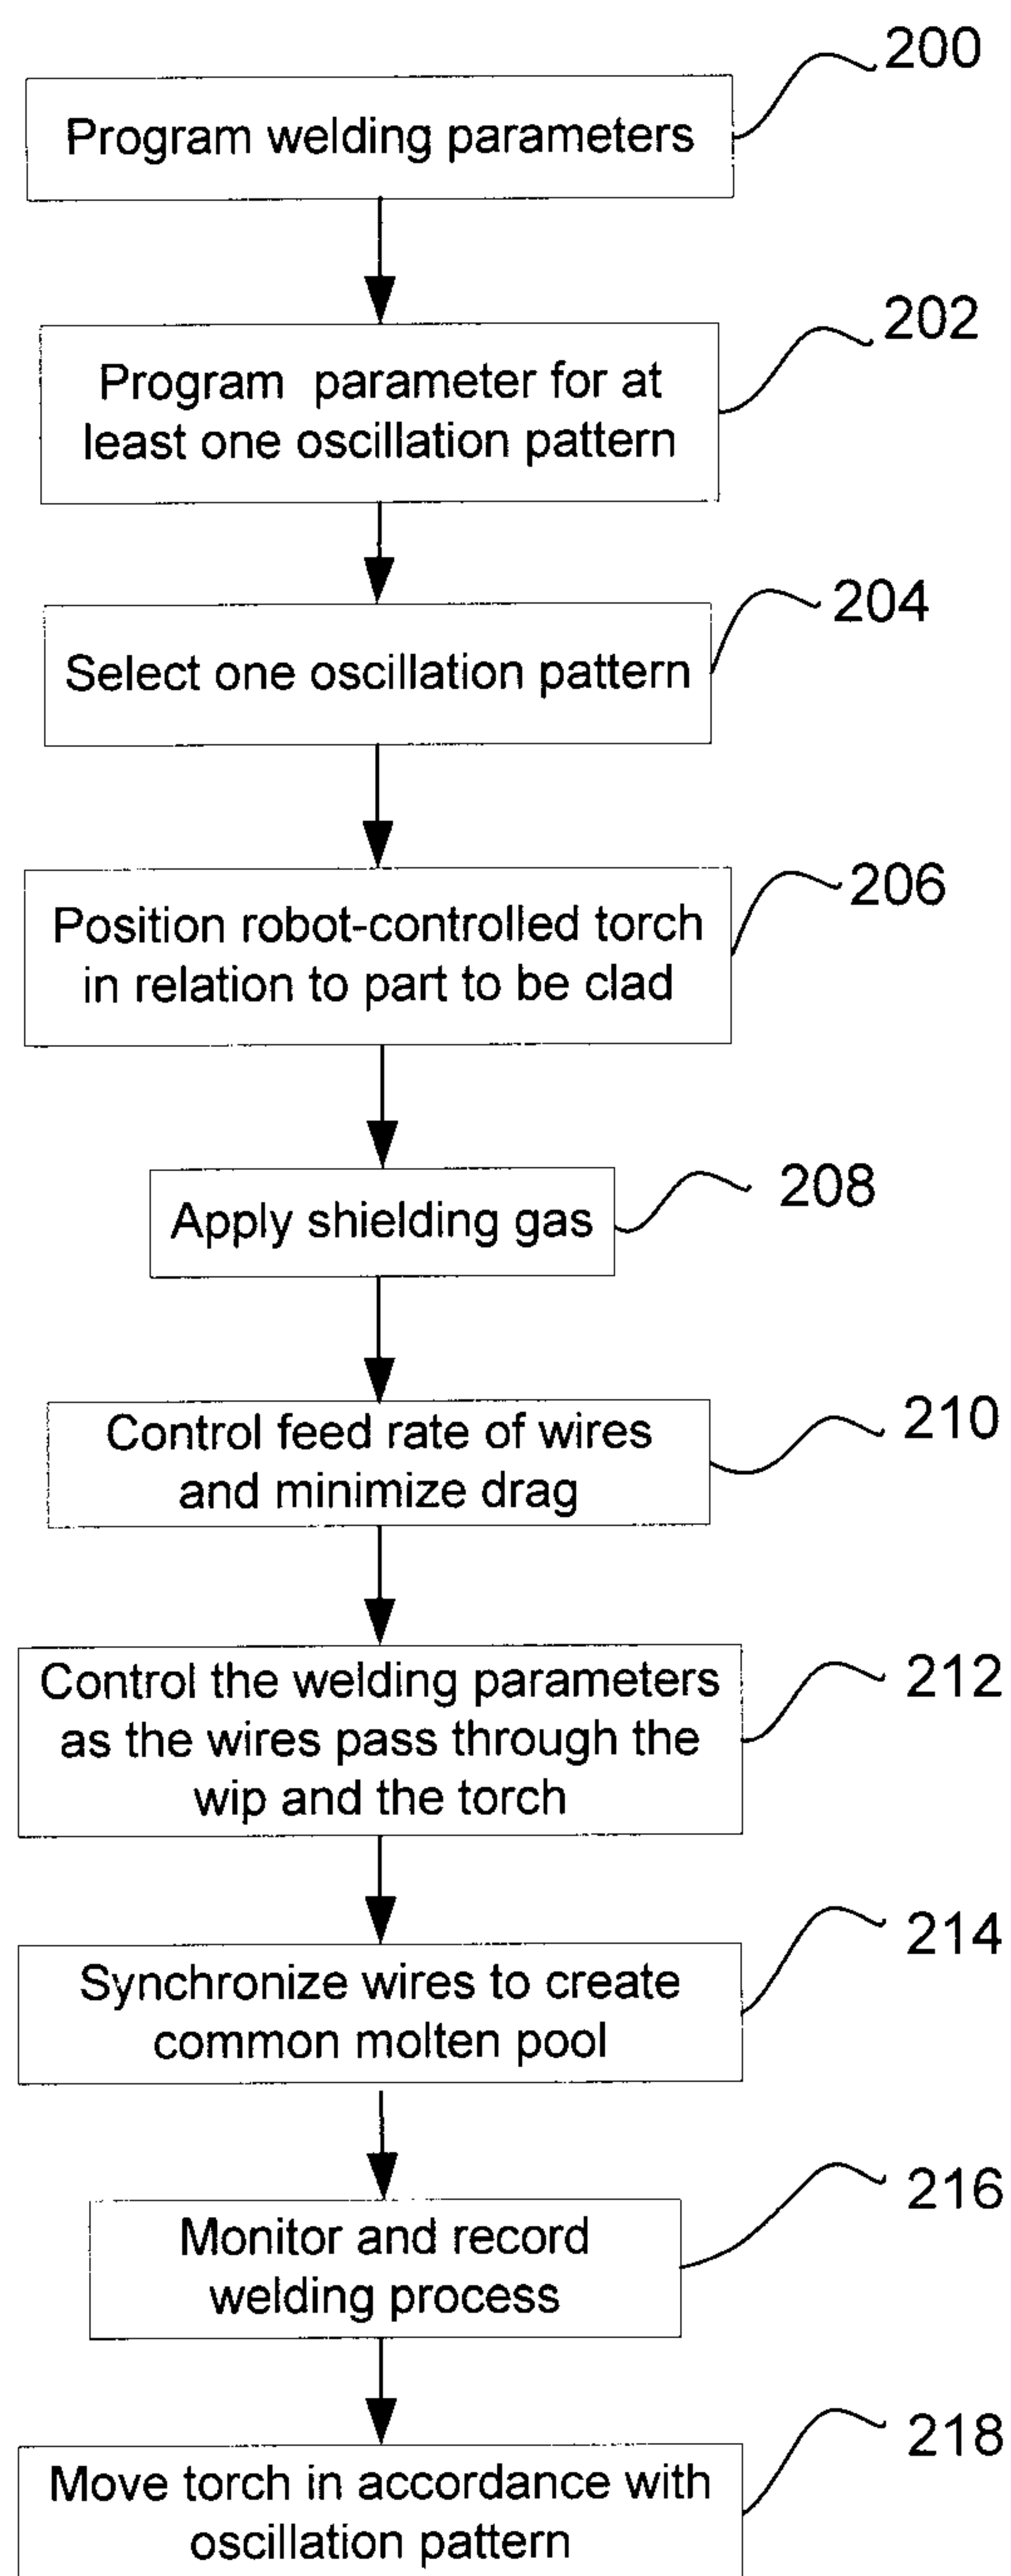 200
Program welding parameters
202
Program parameter for at
least one oscillation pattern
204
Select one oscillation pattern
206
Position robot-controlled torch
in relation to part to be clad
208
Apply shielding gas
210
Control feed rate of wires
and minimize drag
212
Control the welding parameters
as the wires pass through the
wip and the torch
214
Synchronize wires to create
common molten pool
216
Monitor and record
welding process
218
Move torch in accordance with
oscillation pattern